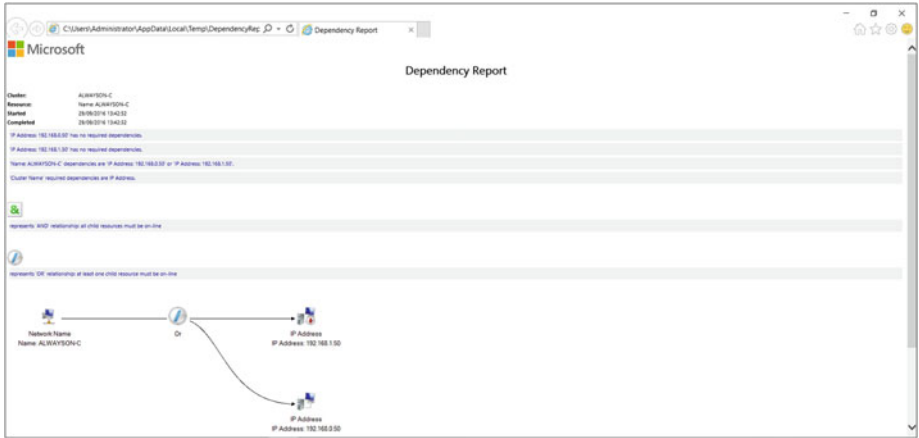 C:\Users\Administrator\AppData\Local\Temp\DependencyRep
Dependency Report
Microsoft
Dependency Report
Cluster: ALWAYSON-C
Resource: Name: ALWAYSON-C
Started 29/09/2016 13:42:52
Completed 29/09/2016 13:42:52
'IP Address: 192.168.0.50' has no required dependencies.
'IP Address: 192.168.1.50' has no required dependencies.
'Name: ALWAYSON-C' dependencies are 'IP Address: 192.168.0.50' or 'IP Address: 192.168.1.50'.
'Cluster Name' required dependencies are IP Address.
&
represents 'AND' relationship: all child resources must be on-line
represents 'OR' relationship: at least one child resource must be on-line
Network Name
Name: ALWAYSON-C
Or
IP Address
IP Address: 192.168.1.50
IP Address
IP Address: 192.168.0.50